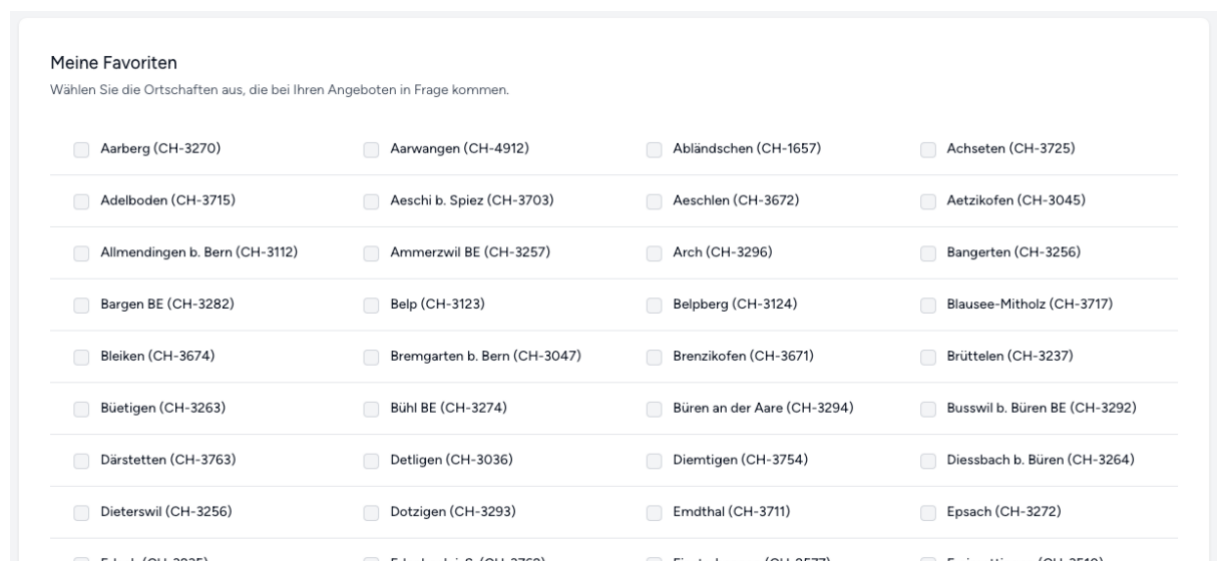 Meine Favoriten
Wählen Sie die Ortschaften aus, die bei Ihren Angeboten in Frage kommen.
Aarberg (CH-3270) Aarwangen (CH-4912) Abländschen (CH-1657) Achseten (CH-3725)
Adelboden (CH-3715) Aeschi b. Spiez (CH-3703) Aeschlen (CH-3672) Aetzikofen (CH-3045)
Allmendingen b. Bern (CH-3112) Ammerzwil BE (CH-3257) Arch (CH-3296) Bangerten (CH-3256)
Bargen BE (CH-3282) Belp (CH-3123) Belpberg (CH-3124) Blausee-Mitholz (CH-3717)
Bleiken (CH-3674) Bremgarten b. Bern (CH-3047) Brenzikofen (CH-3671) Brüttelen (CH-3237)
Büetigen (CH-3263) Bühl BE (CH-3274) Büren an der Aare (CH-3294) Busswil b. Büren BE (CH-3292)
Därstetten (CH-3763) Detligen (CH-3036) Diemtigen (CH-3754) Diessbach b. Büren (CH-3264)
Dieterswil (CH-3256) Dotzigen (CH-3293) Emdthal (CH-3711) Epsach (CH-3272)